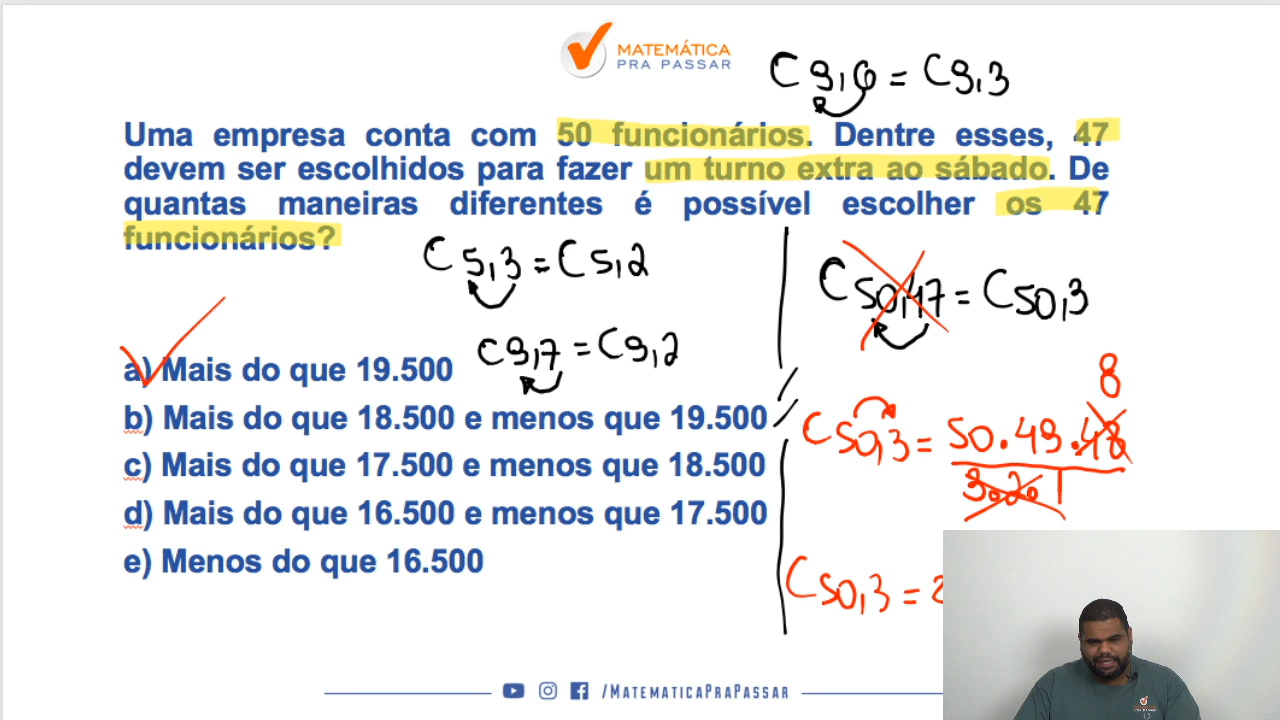 MATEMÁTICA
PRA PASSAR
C9,6 = C9,3
Uma empresa conta com 50 funcionários. Dentre esses, 47
devem ser escolhidos para fazer um turno extra ao sábado. De
quantas maneiras diferentes é possível escolher os 47
funcionários?
C5,3 = C5,2
C50,47 = C50,3
C9,7 = C9,2
a) Mais do que 19.500
8
b) Mais do que 18.500 e menos que 19.500
C50,3 = 50.49.48
3.2.1
c) Mais do que 17.500 e menos que 18.500
d) Mais do que 16.500 e menos que 17.500
e) Menos do que 16.500
C50,3 =
/MATEMATICAPRAPASSAR